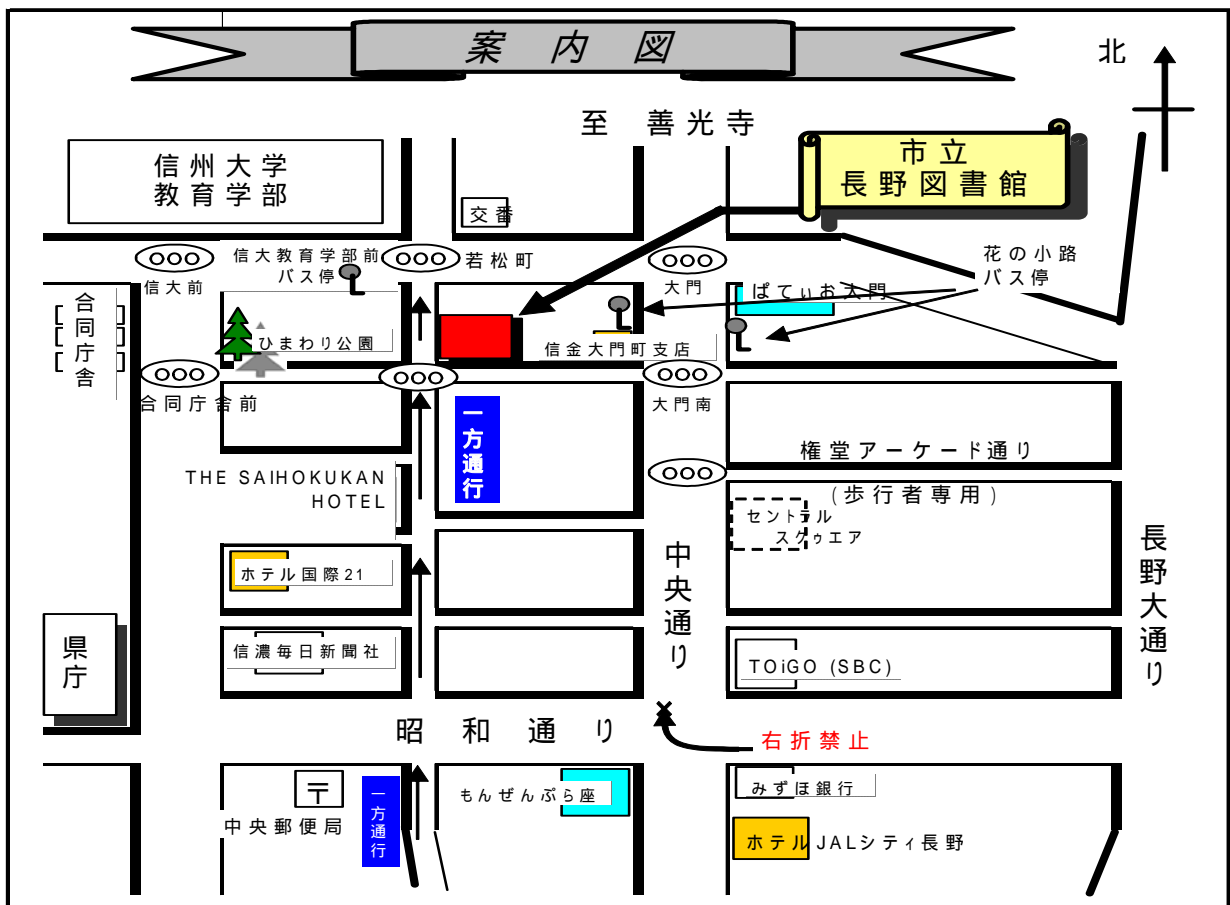 案内図
北
至 善光寺
市立
長野図書館
信州大学
教育学部
交番
信大教育学部前
バス停
若松町
信大前
大門
花の小路
バス停
ぱてぃお大門
合同庁舎
ひまわり公園
信金大門町支店
合同庁舎前
大門南
一方通行
権堂アーケード通り
(歩行者専用)
THE SAIHOKUKAN
HOTEL
セントラル
スクゥエア
中央通り
長野大通り
ホテル国際21
信濃毎日新聞社
県庁
TOiGO (SBC)
昭和通り
右折禁止
〒
中央郵便局
一方通行
もんぜんぷら座
みずほ銀行
ホテルJALシティ長野